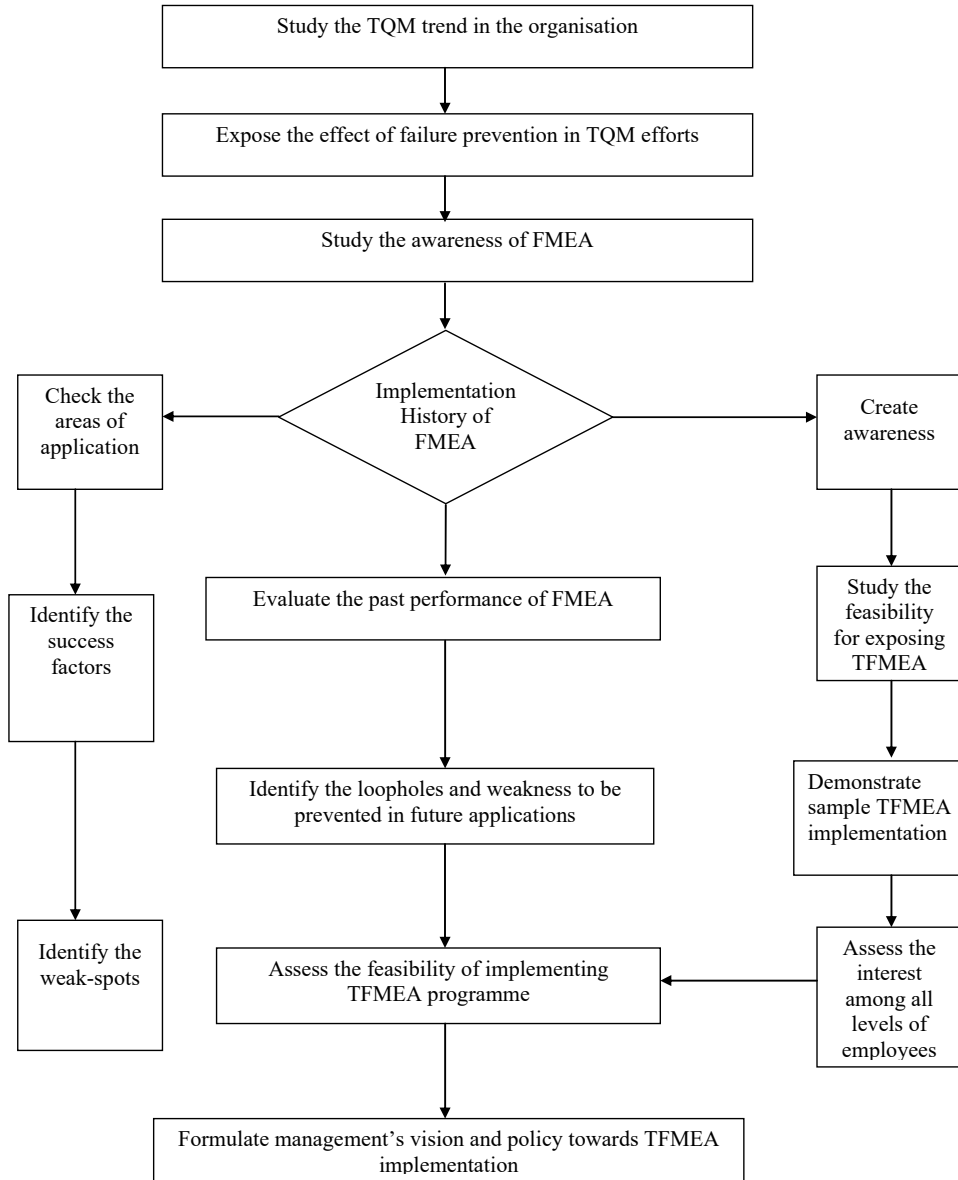 Study the TQM trend in the organisation
Expose the effect of failure prevention in TQM efforts
Study the awareness of FMEA
Implementation
History of
FMEA
Check the
areas of
application
Create
awareness
Evaluate the past performance of FMEA
Identify the
success
factors
Study the
feasibility
for exposing
TFMEA
Identify the loopholes and weakness to be
prevented in future applications
Demonstrate
sample TFMEA
implementation
Identify the
weak-spots
Assess the feasibility of implementing
TFMEA programme
Assess the
interest
among all
levels of
employees
Formulate management’s vision and policy towards TFMEA
implementation